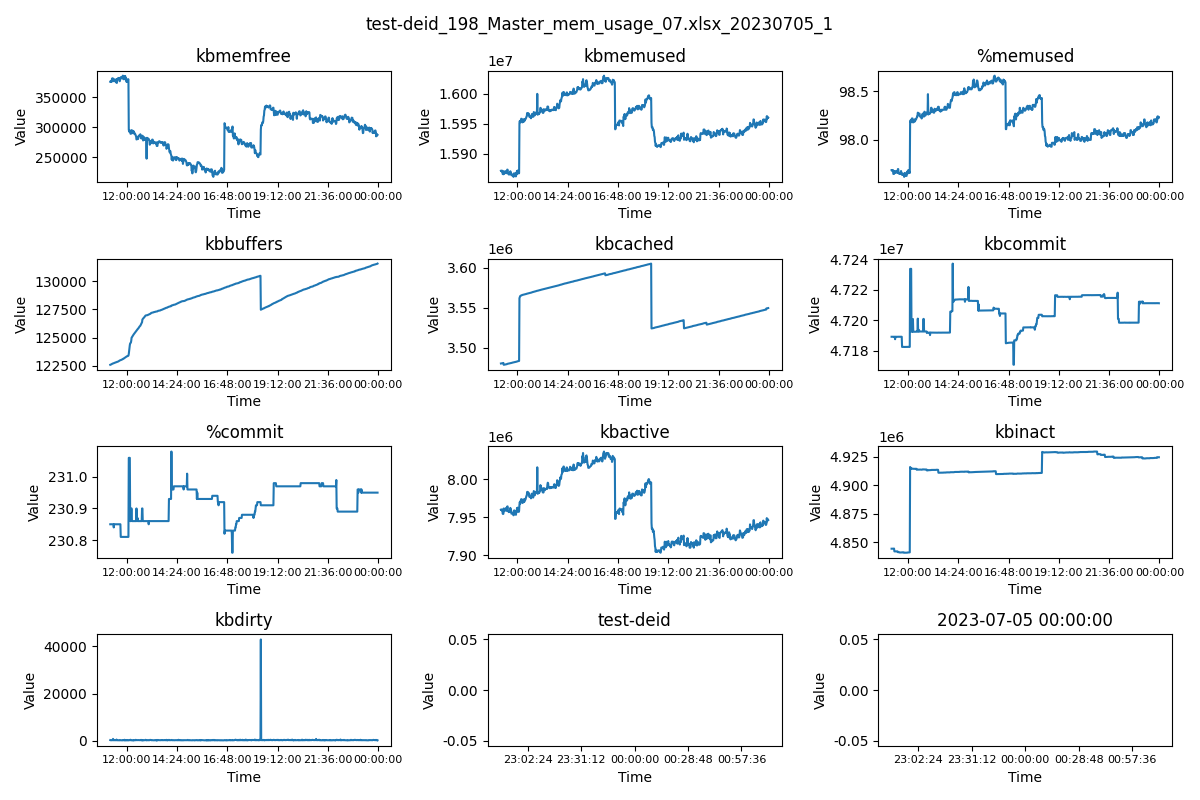 test-deid_198_Master_mem_usage_07.xlsx_20230705_1
kbmemfree
Value
350000
300000
250000
12:00:00 14:24:00 16:48:00 19:12:00 21:36:00 00:00:00
Time
kbmemused
1e7
Value
1.600
1.595
1.590
12:00:00 14:24:00 16:48:00 19:12:00 21:36:00 00:00:00
Time
%memused
Value
98.5
98.0
12:00:00 14:24:00 16:48:00 19:12:00 21:36:00 00:00:00
Time
kbbuffers
Value
130000
127500
125000
122500
12:00:00 14:24:00 16:48:00 19:12:00 21:36:00 00:00:00
Time
kbcached
1e6
Value
3.60
3.55
3.50
12:00:00 14:24:00 16:48:00 19:12:00 21:36:00 00:00:00
Time
kbcommit
1e7
Value
4.724
4.722
4.720
4.718
12:00:00 14:24:00 16:48:00 19:12:00 21:36:00 00:00:00
Time
%commit
Value
231.0
230.9
230.8
12:00:00 14:24:00 16:48:00 19:12:00 21:36:00 00:00:00
Time
kbactive
1e6
Value
8.00
7.95
7.90
12:00:00 14:24:00 16:48:00 19:12:00 21:36:00 00:00:00
Time
kbinact
1e6
Value
4.925
4.900
4.875
4.850
12:00:00 14:24:00 16:48:00 19:12:00 21:36:00 00:00:00
Time
kbdirty
Value
40000
20000
0
12:00:00 14:24:00 16:48:00 19:12:00 21:36:00 00:00:00
Time
test-deid
Value
0.05
0.00
-0.05
23:02:24 23:31:12 00:00:00 00:28:48 00:57:36
Time
2023-07-05 00:00:00
Value
0.05
0.00
-0.05
23:02:24 23:31:12 00:00:00 00:28:48 00:57:36
Time